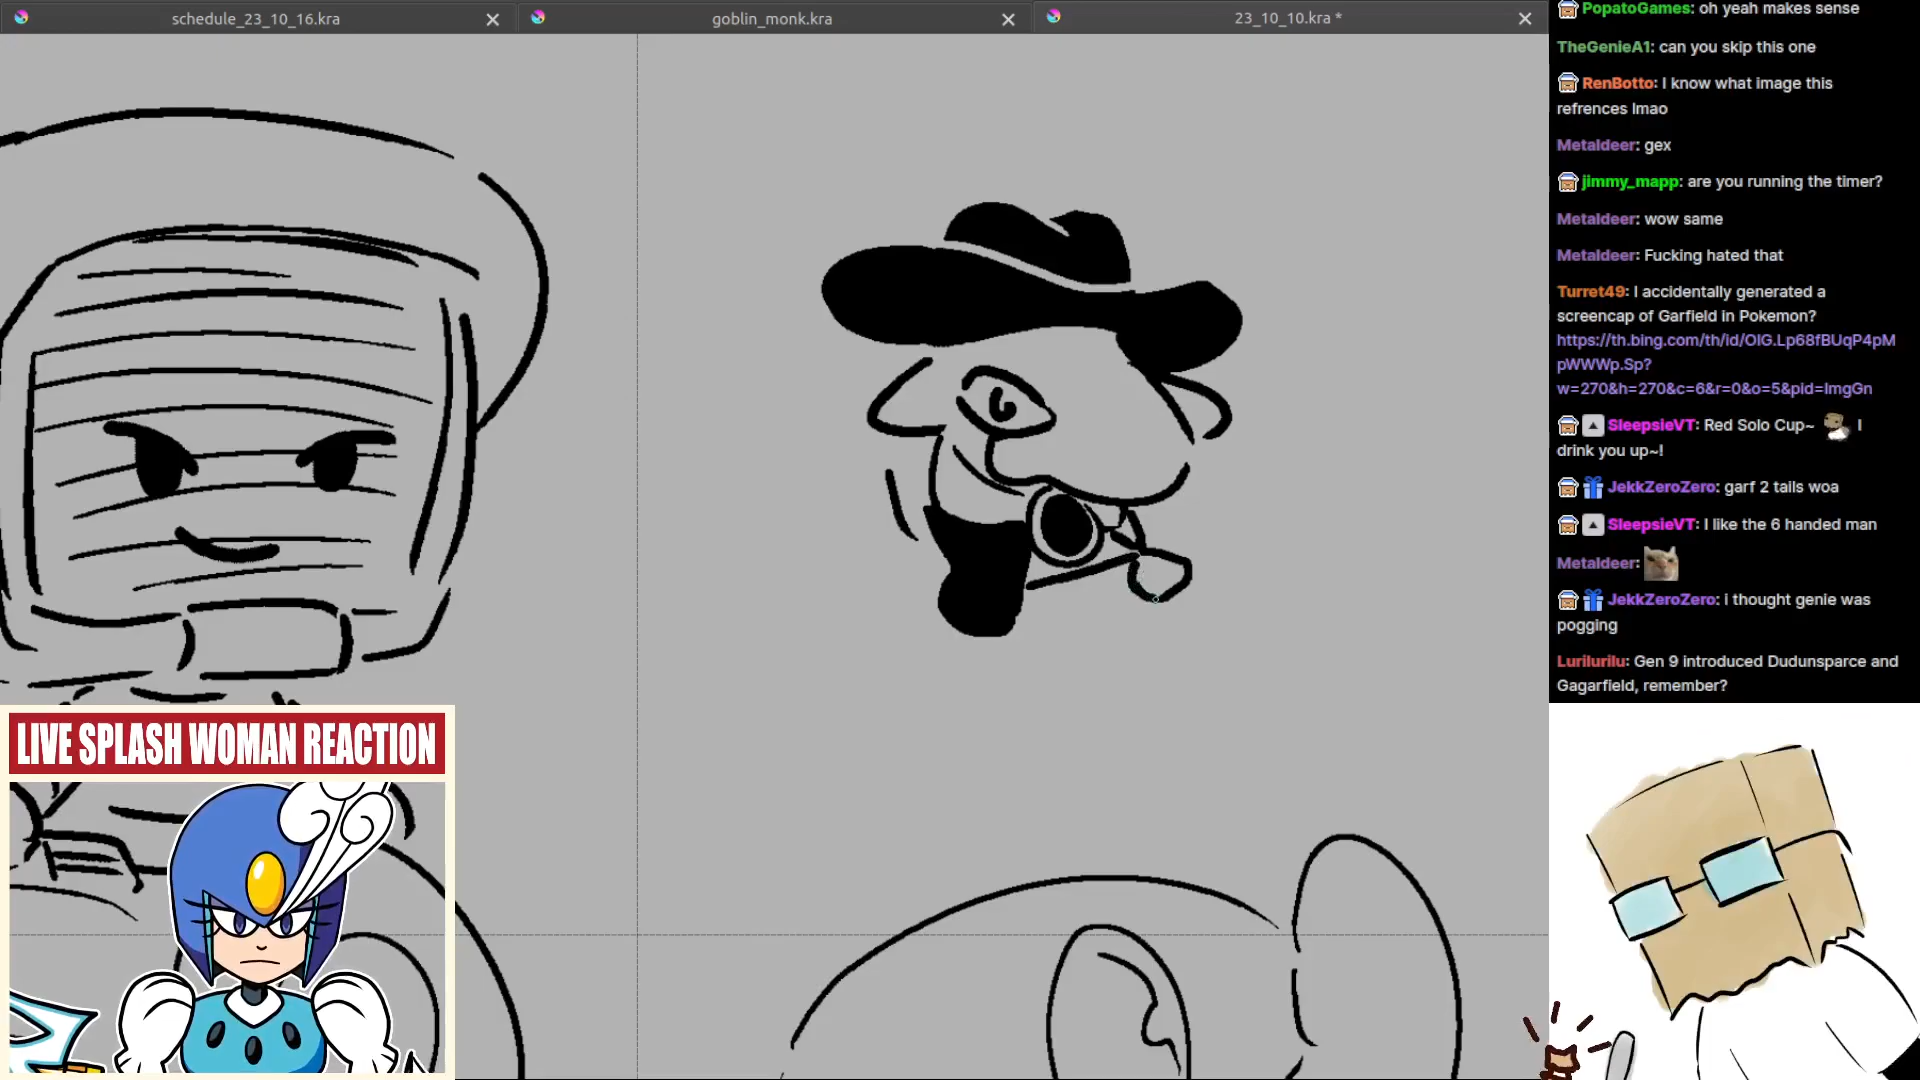 schedule_23_10_16.kra
goblin_monk.kra
23_10_10.kra *
PopatoGames: oh yeah makes sense
TheGenieA1: can you skip this one
RenBotto: I know what image this
refrences lmao
Metaldeer: gex
jimmy_mapp: are you running the timer?
Metaldeer: wow same
Metaldeer: Fucking hated that
Turret49: I accidentally generated a
screencap of Garfield in Pokemon?
https://th.bing.com/th/id/OIG.Lp68fBUqP4pM
pWWWp.Sp?
w=270&h=270&c=6&r=0&o=5&pid=ImgGn
SleepsieVT: Red Solo Cup~ I
drink you up~!
JekkZeroZero: garf 2 tails woa
SleepsieVT: I like the 6 handed man
Metaldeer:
JekkZeroZero: i thought genie was
pogging
Lurilurilu: Gen 9 introduced Dudunsparce and
Gagarfield, remember?
LIVE SPLASH WOMAN REACTION